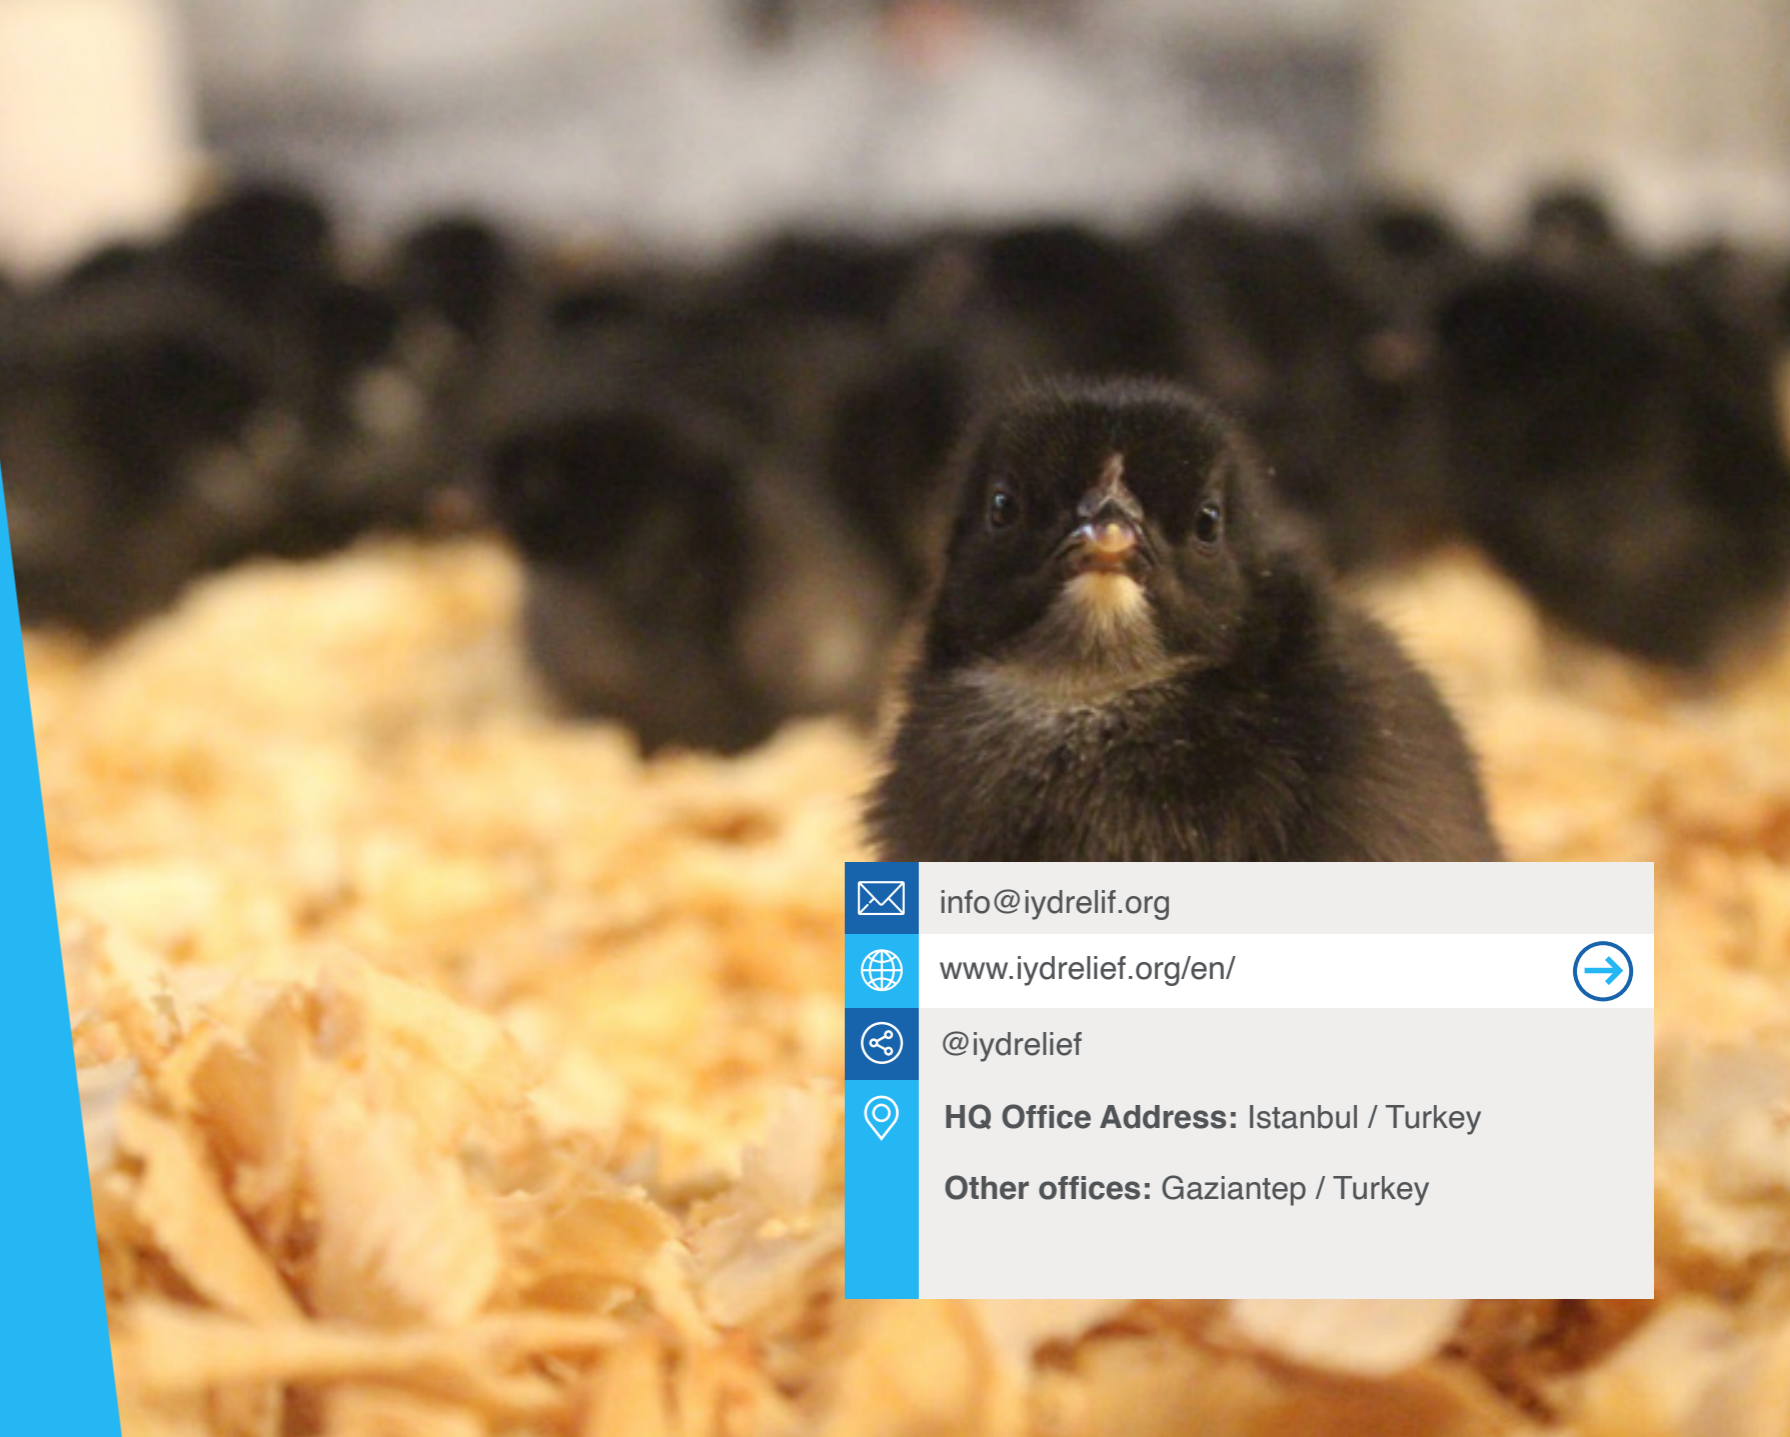 info@iydrelif.org
www.iydrelief.org/en/
@iydrelief
HQ Office Address: Istanbul / Turkey
Other offices: Gaziantep / Turkey